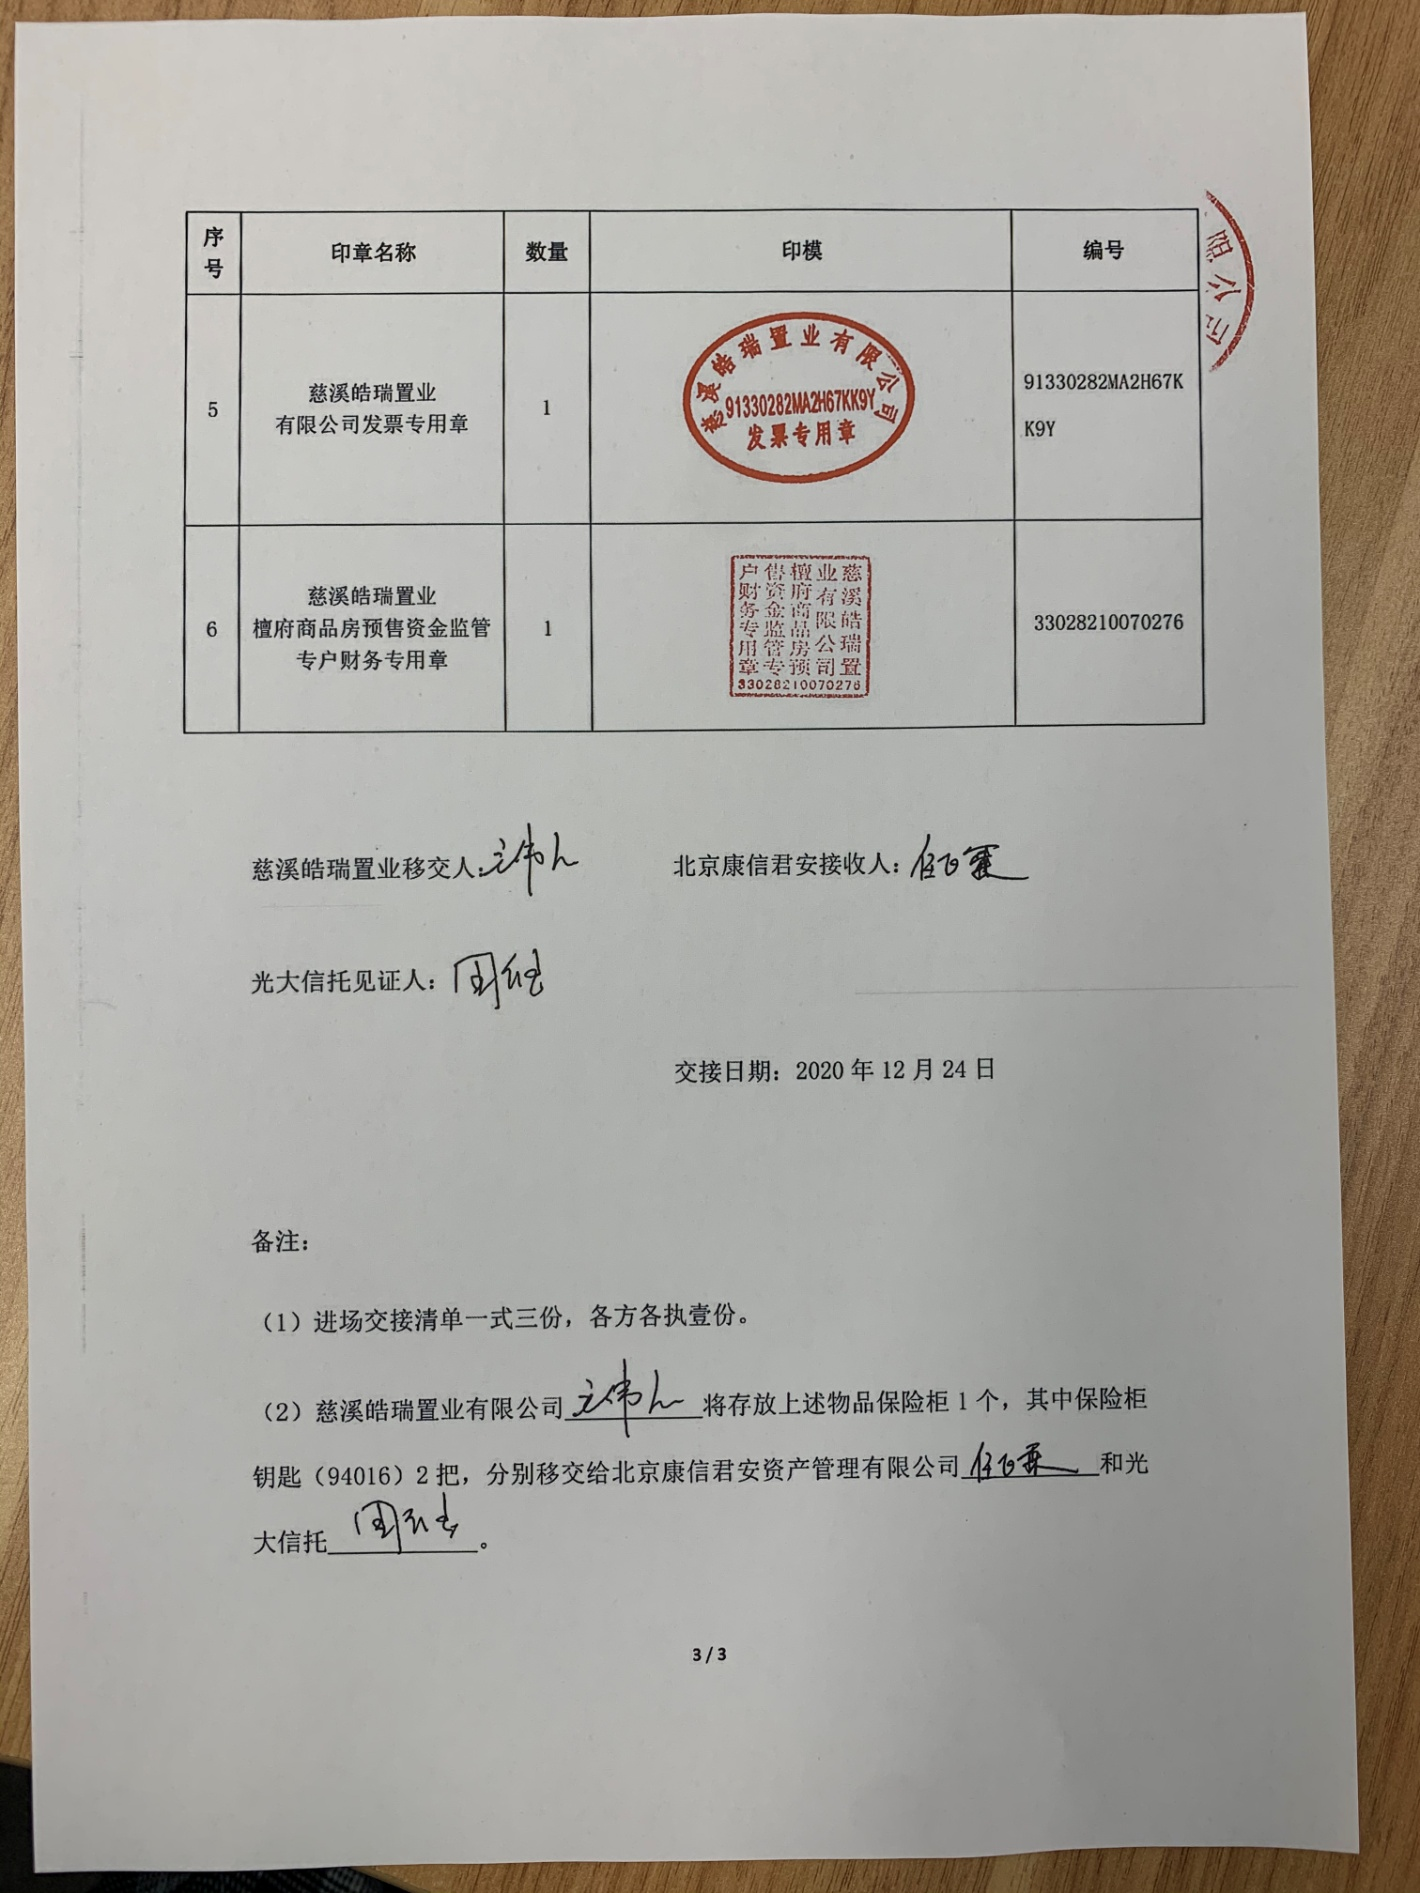 序号
印章名称
数量
印模
编号
5
慈溪皓瑞置业
有限公司发票专用章
1
慈溪皓瑞置业有限公司
91330282MA2H67KK9Y
发票专用章
91330282MA2H67K
K9Y
6
慈溪皓瑞置业
檀府商品房预售资金监管
专户财务专用章
1
慈溪皓瑞置
业有限公司
檀府商品房预
售资金监管专
户财务专用章
33028210070276
33028210070276
限公司
慈溪皓瑞置业移交人:
北京康信君安接收人:
光大信托见证人:
交接日期: 2020 年 12 月 24 日
备注:
(1) 进场交接清单一式三份, 各方各执壹份。
(2) 慈溪皓瑞置业有限公司 将存放上述物品保险柜 1 个, 其中保险柜
钥匙 (94016) 2 把, 分别移交给北京康信君安资产管理有限公司 和光
大信托 。
3 / 3